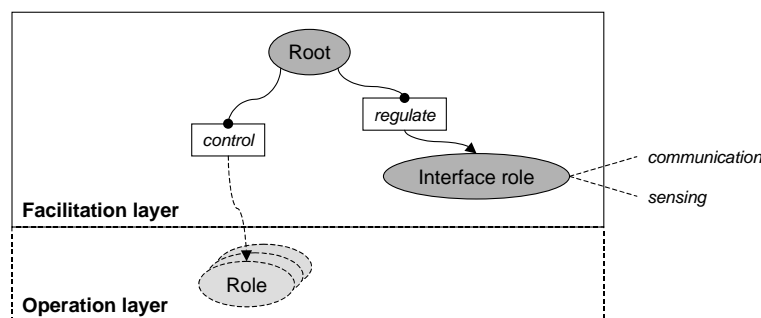 Root
regulate
control
communication
Interface role
sensing
Facilitation layer
Role
Operation layer